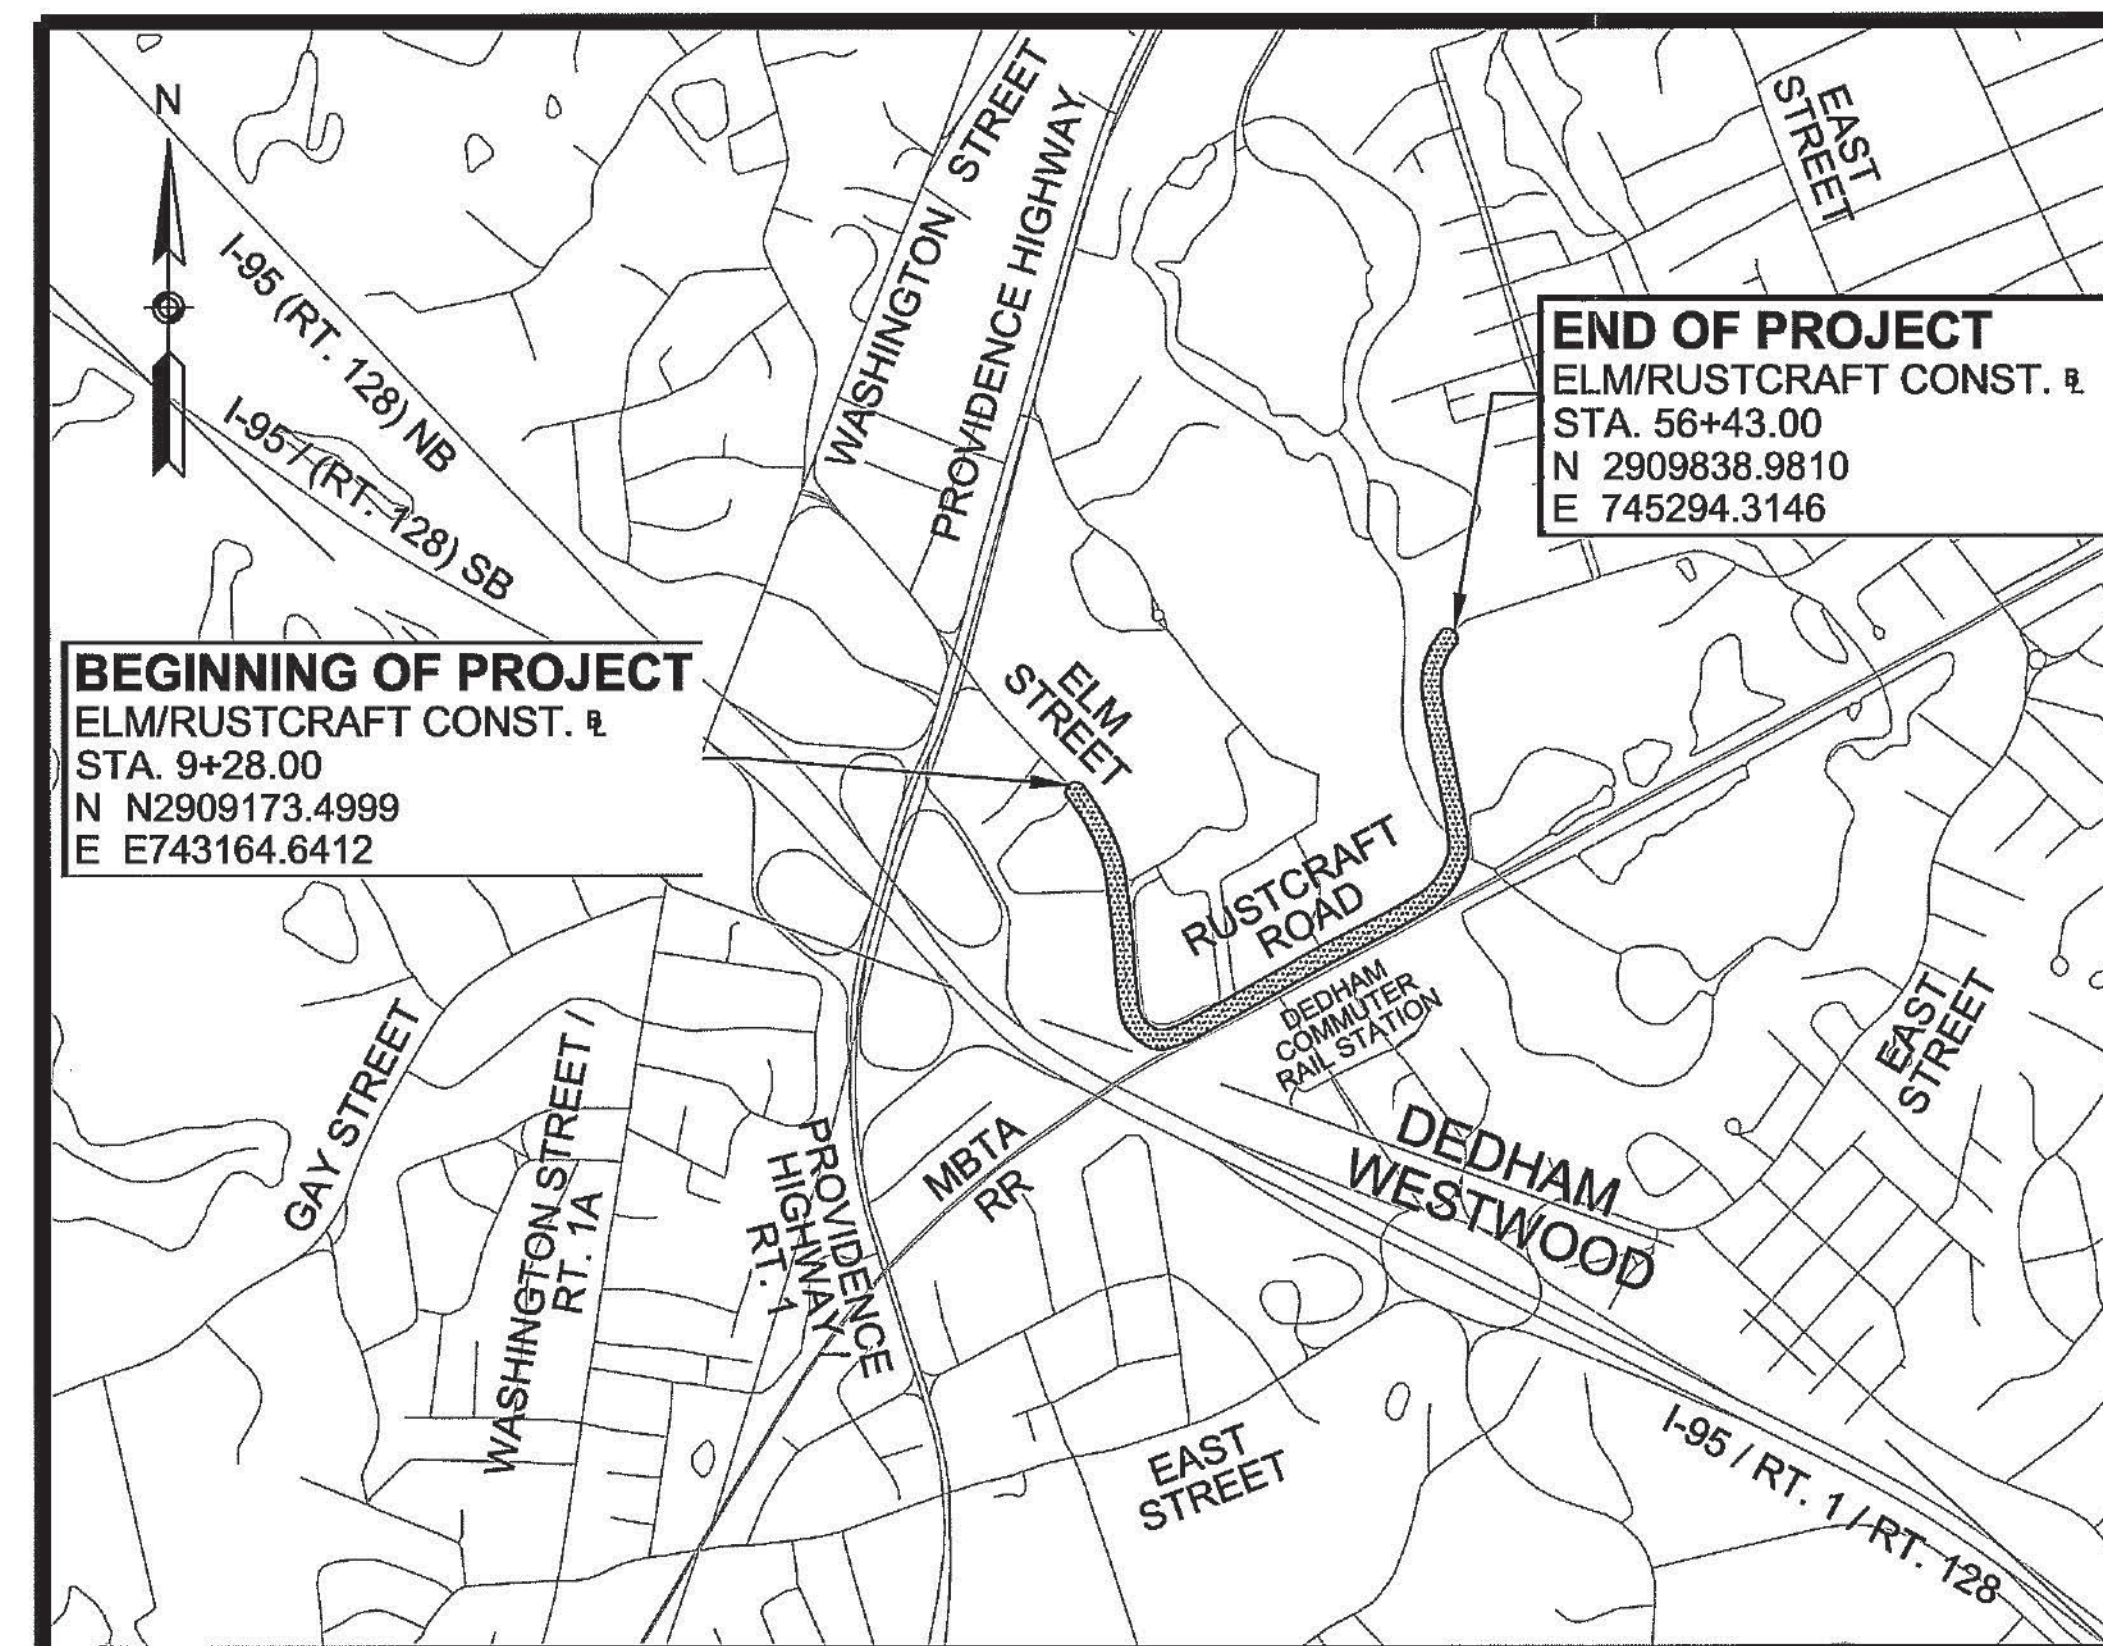 N
WASHINGTON STREET
PROVIDENCE HIGHWAY
EAST
STREET
I-95 (RT. 128) NB
I-95 / (RT. 128) SB
END OF PROJECT
ELM/RUSTCRAFT CONST. BL
STA. 56+43.00
N 2909838.9810
E 745294.3146
BEGINNING OF PROJECT
ELM/RUSTCRAFT CONST. BL
STA. 9+28.00
N N2909173.4999
E E743164.6412
ELM
STREET
RUSTCRAFT
ROAD
DEDHAM
COMMUTER
RAIL STATION
EAST
STREET
GAY STREET
WASHINGTON STREET /
RT. 1A
PROVIDENCE
HIGHWAY /
RT. 1
MBTA
RR
DEDHAM
WESTWOOD
EAST
STREET
I-95 / RT. 1 / RT. 128